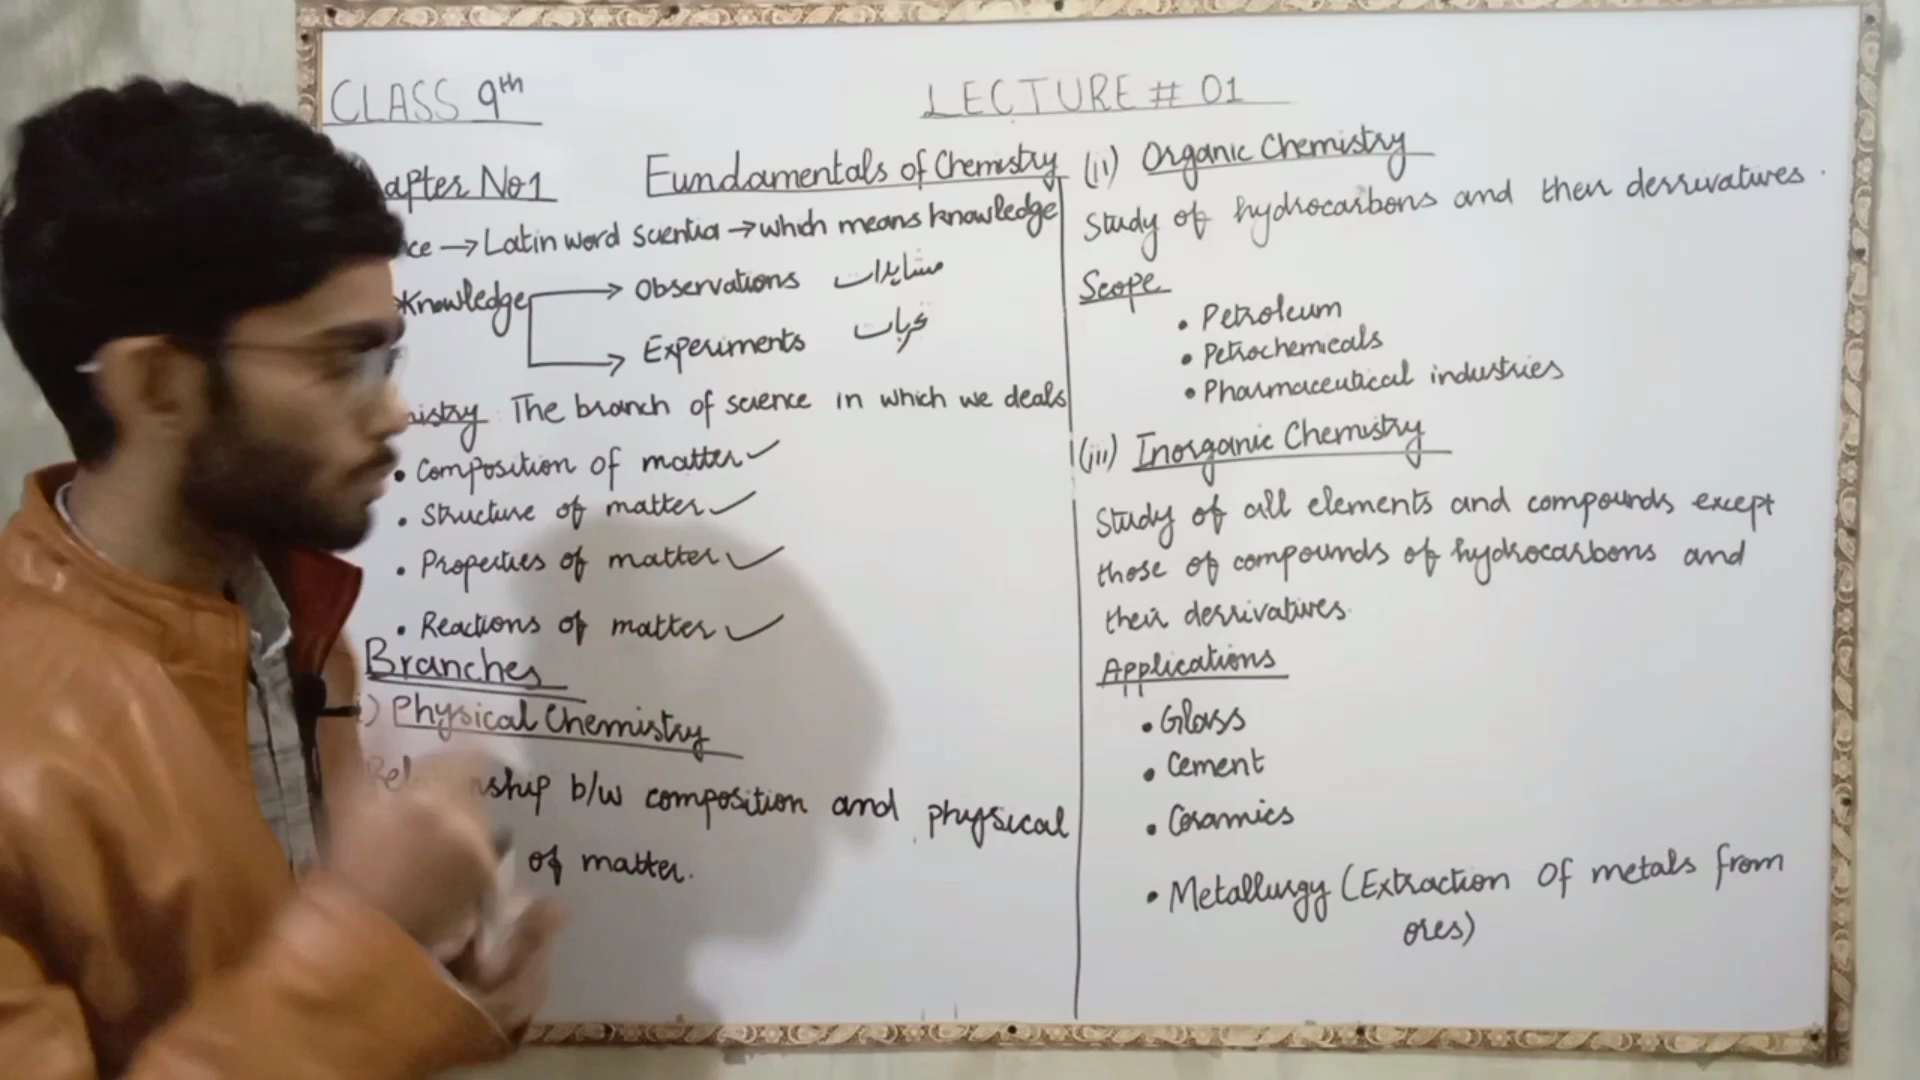 CLASS 9th
LECTURE # 01
apter No1
Fundamentals of Chemistry
ce → Latin word Scientia → which means knowledge
Knowledge
→ Observations مشاہدات
→ Experiments تجربات
mistry The branch of science in which we deals
• Composition of matter ✓
• Structure of matter ✓
• Properties of matter ✓
• Reactions of matter ✓
Branches
i) Physical Chemistry
Rel nship b/w composition and physical
of matter.
(ii) Organic Chemistry
Study of hydrocarbons and their derrivatives.
Scope
• Petroleum
• Petrochemicals
• Pharmaceutical industries
(iii) Inorganic Chemistry
Study of all elements and compounds except
those of compounds of hydrocarbons and
their derrivatives.
Applications
• Glass
• Cement
• Ceramics
• Metallurgy (Extraction of metals from
ores)